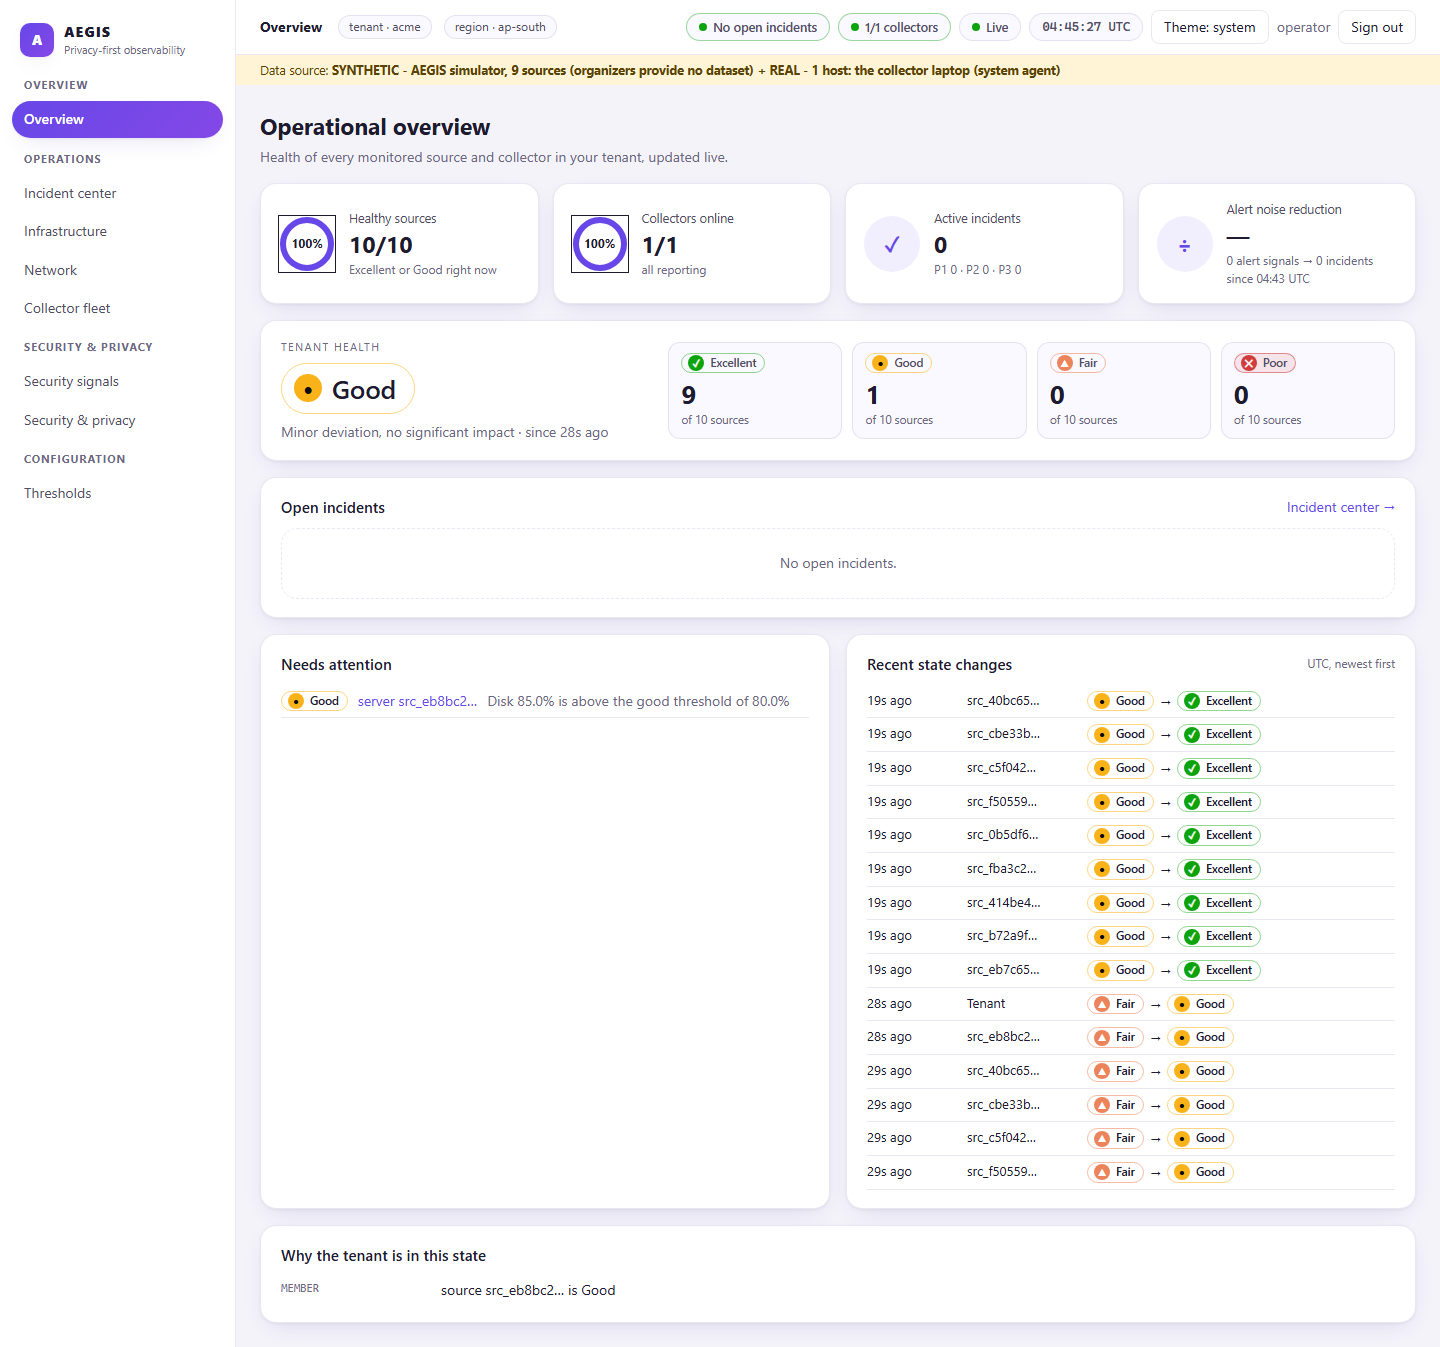 A
AEGIS
Privacy-first observability
OVERVIEW
Overview
OPERATIONS
Incident center
Infrastructure
Network
Collector fleet
SECURITY & PRIVACY
Security signals
Security & privacy
CONFIGURATION
Thresholds
Overview
tenant · acme
region · ap-south
No open incidents
1/1 collectors
Live
04:45:27 UTC
Theme: system
operator
Sign out
Data source: SYNTHETIC - AEGIS simulator, 9 sources (organizers provide no dataset) + REAL - 1 host: the collector laptop (system agent)
Operational overview
Health of every monitored source and collector in your tenant, updated live.
100%
Healthy sources
10/10
Excellent or Good right now
100%
Collectors online
1/1
all reporting
✓
Active incidents
0
P1 0 · P2 0 · P3 0
÷
Alert noise reduction
—
0 alert signals → 0 incidents
since 04:43 UTC
TENANT HEALTH
Good
Minor deviation, no significant impact · since 28s ago
Excellent
9
of 10 sources
Good
1
of 10 sources
Fair
0
of 10 sources
Poor
0
of 10 sources
Open incidents
Incident center →
No open incidents.
Needs attention
Good server src_eb8bc2… Disk 85.0% is above the good threshold of 80.0%
Recent state changes
UTC, newest first
19s ago src_40bc65… Good → Excellent
19s ago src_cbe33b… Good → Excellent
19s ago src_c5f042… Good → Excellent
19s ago src_f50559… Good → Excellent
19s ago src_0b5df6… Good → Excellent
19s ago src_fba3c2… Good → Excellent
19s ago src_414be4… Good → Excellent
19s ago src_b72a9f… Good → Excellent
19s ago src_eb7c65… Good → Excellent
28s ago Tenant Fair → Good
28s ago src_eb8bc2… Fair → Good
29s ago src_40bc65… Fair → Good
29s ago src_cbe33b… Fair → Good
29s ago src_c5f042… Fair → Good
29s ago src_f50559… Fair → Good
Why the tenant is in this state
MEMBER source src_eb8bc2… is Good